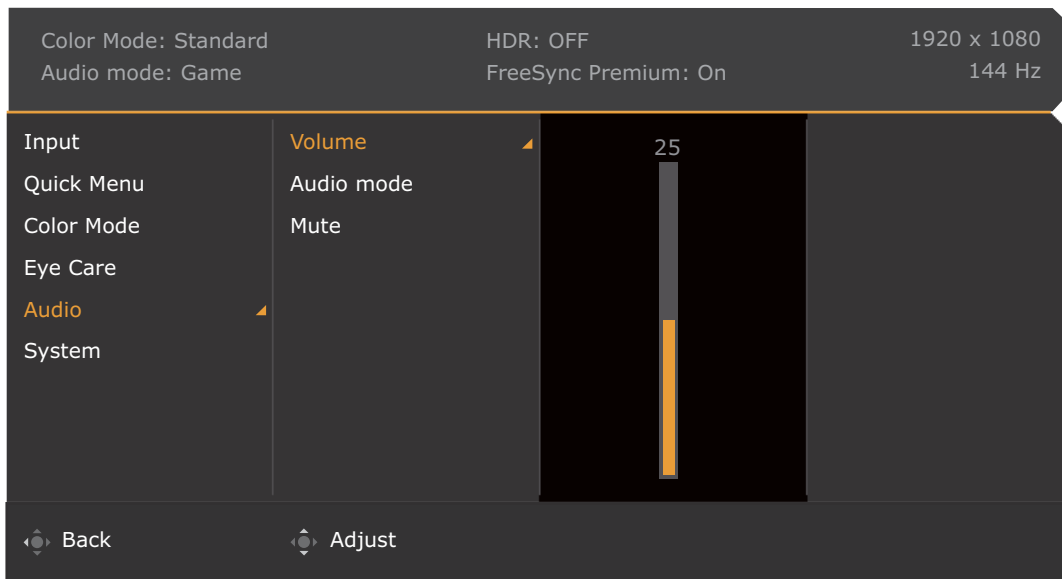 Color Mode: Standard
HDR: OFF
1920 x 1080
Audio mode: Game
FreeSync Premium: On
144 Hz
Input
Quick Menu
Color Mode
Eye Care
Audio
System
Volume
Audio mode
Mute
25
Back
Adjust